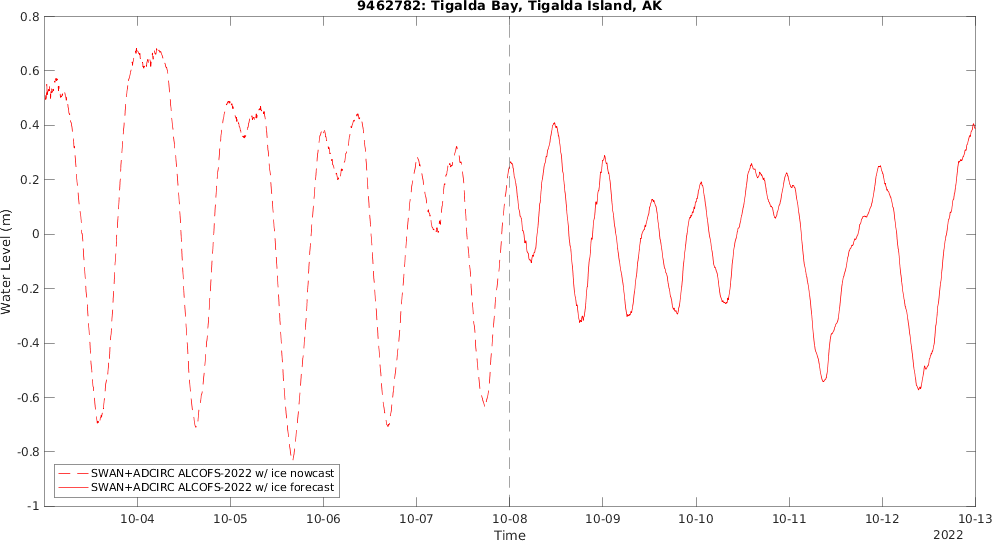 9462782: Tigalda Bay, Tigalda Island, AK
0.8
0.6
0.4
0.2
0
-0.2
-0.4
-0.6
-0.8
-1
Water Level (m)
SWAN+ADCIRC ALCOFS-2022 w/ ice nowcast
SWAN+ADCIRC ALCOFS-2022 w/ ice forecast
10-04 10-05 10-06 10-07 10-08 10-09 10-10 10-11 10-12 10-13
Time
2022